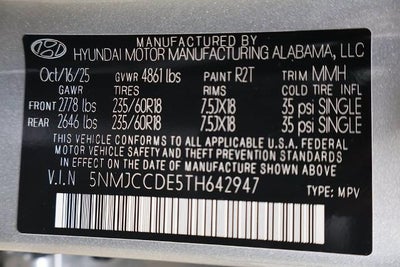 MANUFACTURED BY
HYUNDAI MOTOR MANUFACTURING ALABAMA, LLC
Oct/16/25 GVWR 4861 lbs PAINT R2T TRIM MMH
GAWR TIRES RIMS COLD TIRE INFL
FRONT 2778 lbs 235/60R18 7.5JX18 35 psi SINGLE
REAR 2646 lbs 235/60R18 7.5JX18 35 psi SINGLE
THIS VEHICLE CONFORMS TO ALL APPLICABLE U.S.A. FEDERAL
MOTOR VEHICLE SAFETY AND THEFT PREVENTION STANDARDS
IN EFFECT ON THE DATE OF MANUFACTURE SHOWN ABOVE.
V.I.N 5NMJCCDE5TH642947 TYPE: MPV